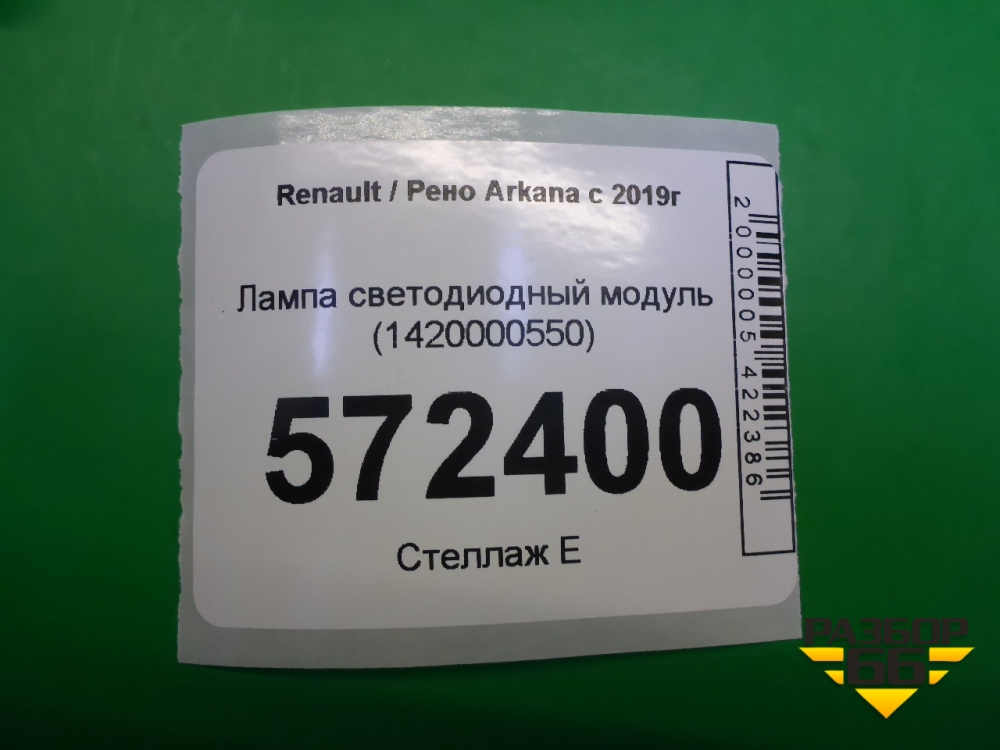 Renault / Рено Arkana с 2019г
Лампа светодиодный модуль
(1420000550)
572400
Стеллаж Е
2000005422386
РАЗБОР
66